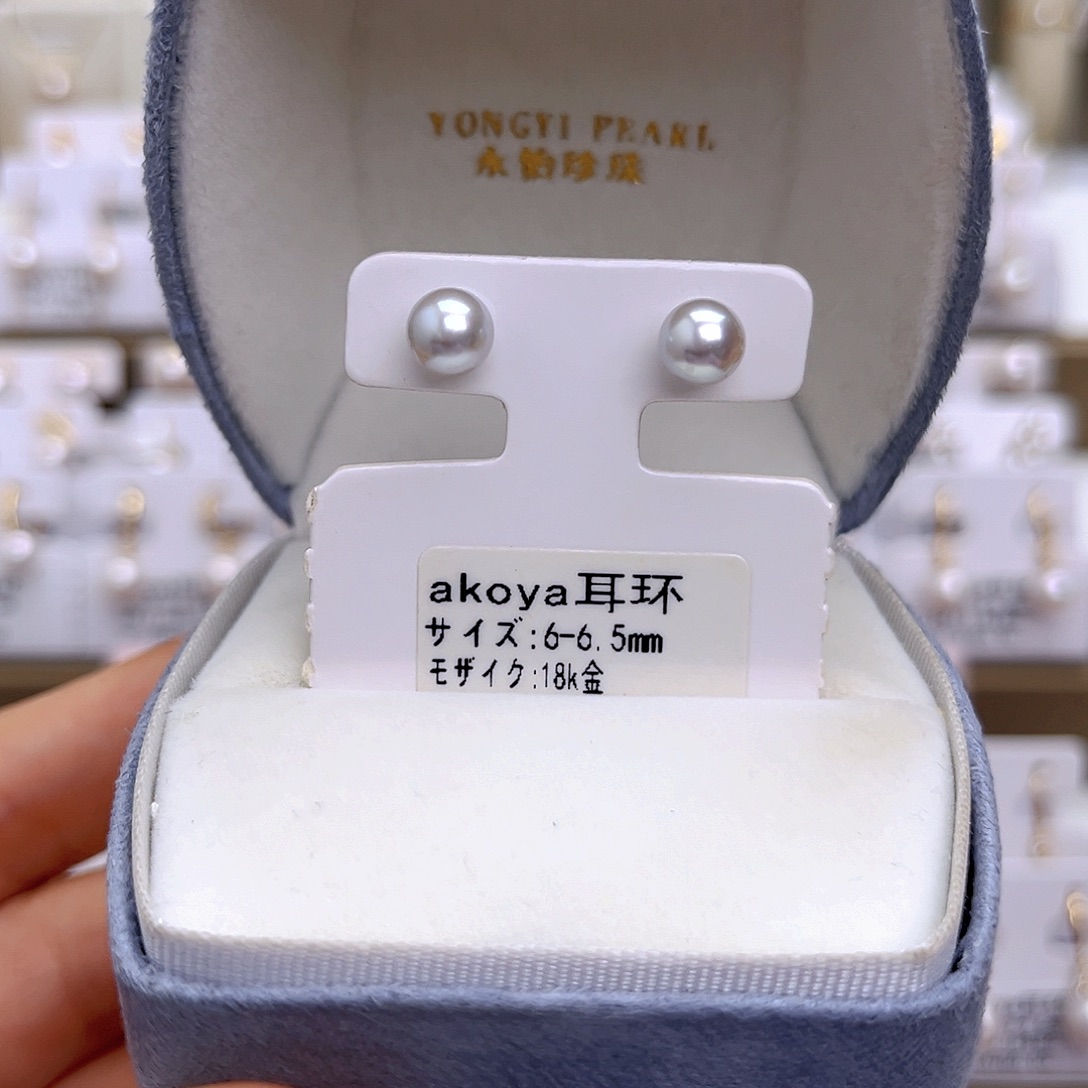 YONGYI PEARL
永怡珍珠
akoya耳环
サイズ:6-6.5mm
モザイク:18k金